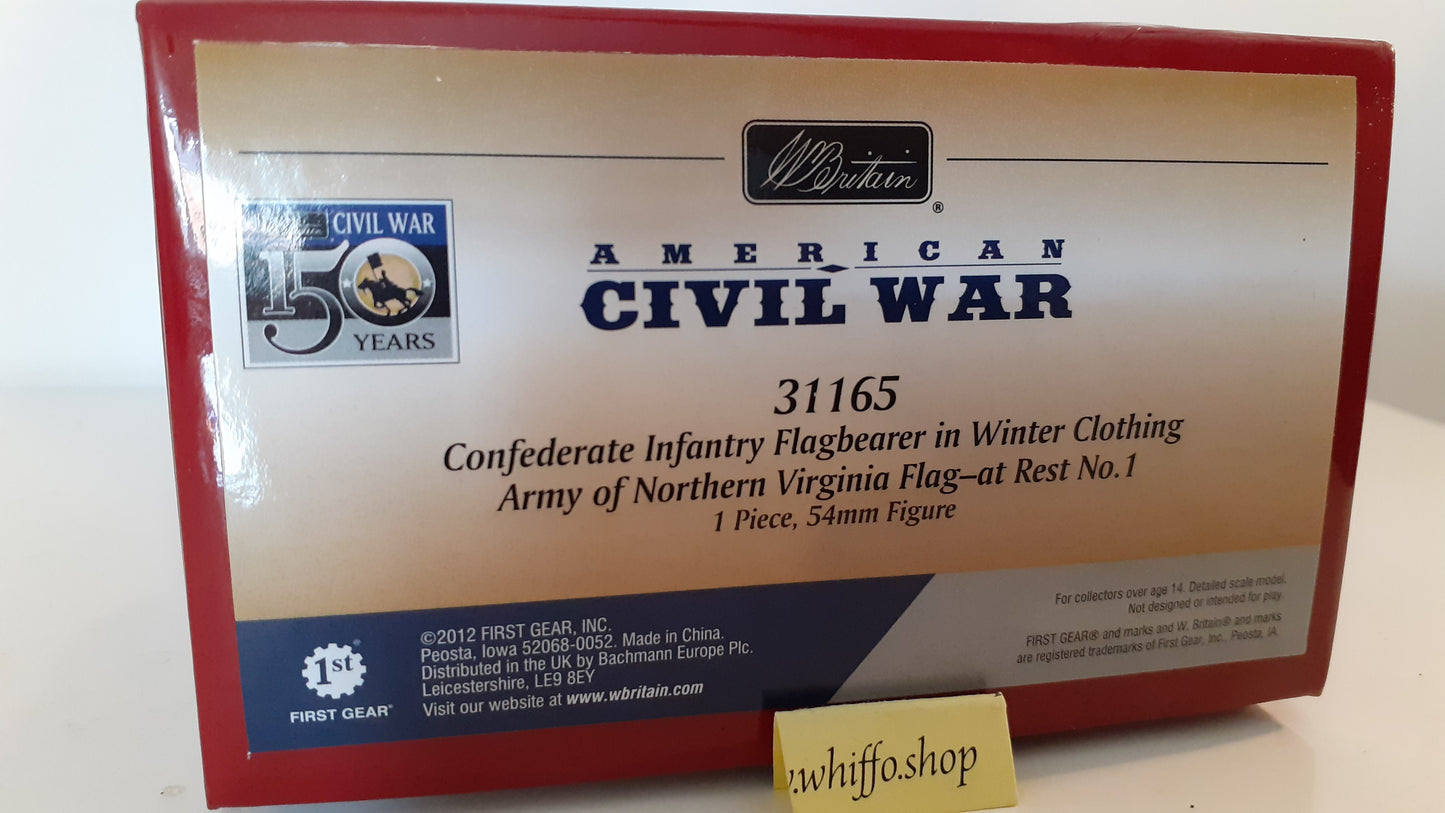 W Britain
®
CIVIL WAR
150
YEARS
AMERICAN
CIVIL WAR
31165
Confederate Infantry Flagbearer in Winter Clothing
Army of Northern Virginia Flag–at Rest No.1
1 Piece, 54mm Figure
For collectors over age 14. Detailed scale model.
Not designed or intended for play.
FIRST GEAR® and marks and W. Britain® and marks
are registered trademarks of First Gear, Inc., Peosta, IA.
1st
FIRST GEAR®
©2012 FIRST GEAR, INC.
Peosta, Iowa 52068-0052. Made in China.
Distributed in the UK by Bachmann Europe Plc.
Leicestershire, LE9 8EY
Visit our website at www.wbritain.com
.whiffo.shop